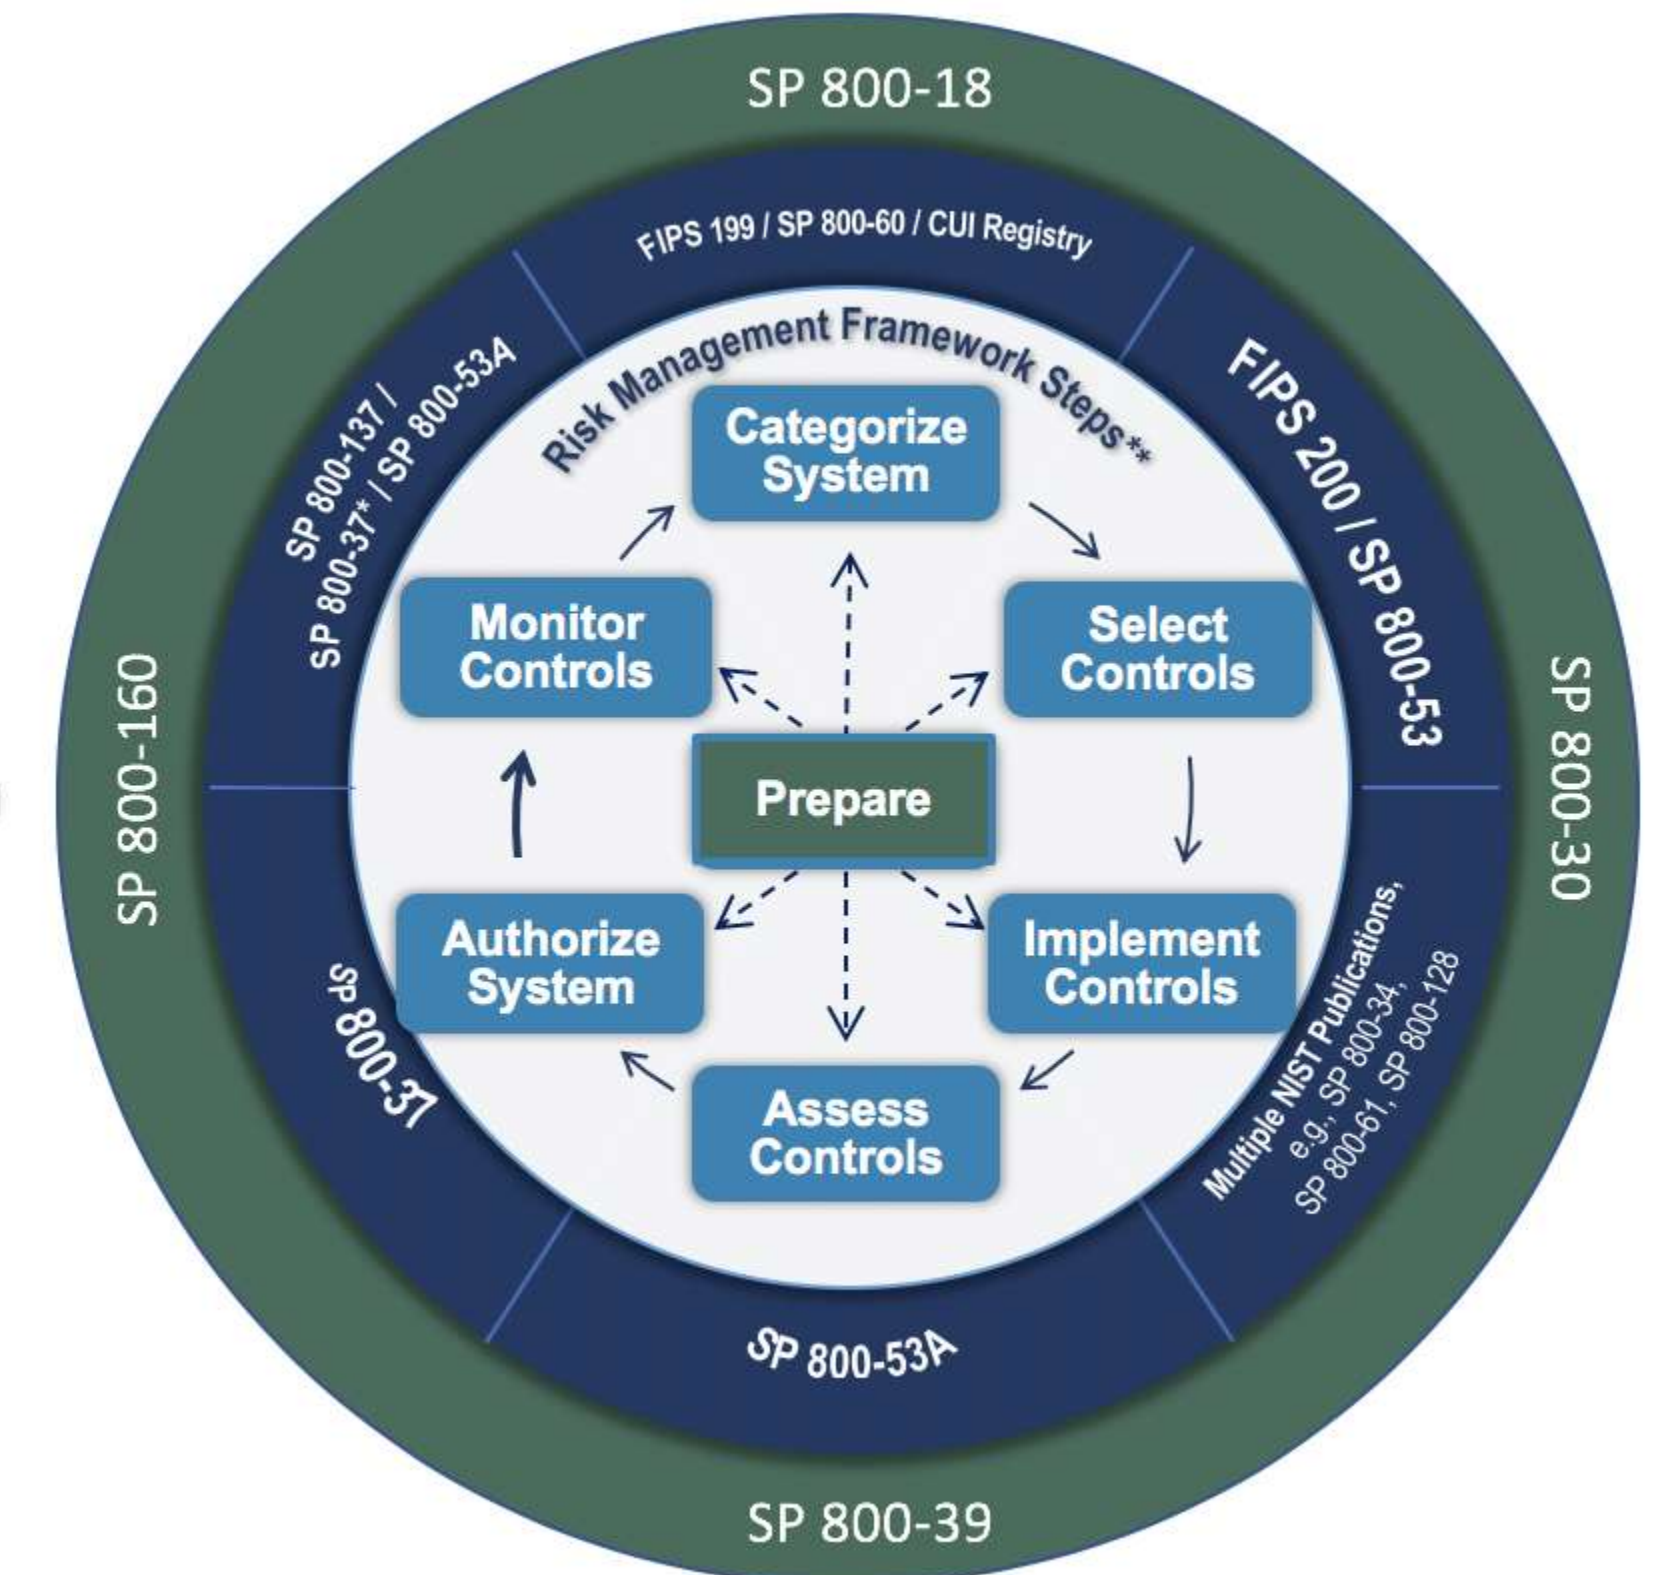 SP 800-18
FIPS 199 / SP 800-60 / CUI Registry
FIPS 200 / SP 800-53
SP 800-30
Multiple NIST Publications,
e.g., SP 800-34,
SP 800-61, SP 800-128
SP 800-53A
SP 800-39
SP 800-37
SP 800-160
SP 800-137 /
SP 800-37* / SP 800-53A
Risk Management Framework Steps**
Categorize
System
Select
Controls
Implement
Controls
Assess
Controls
Authorize
System
Monitor
Controls
Prepare